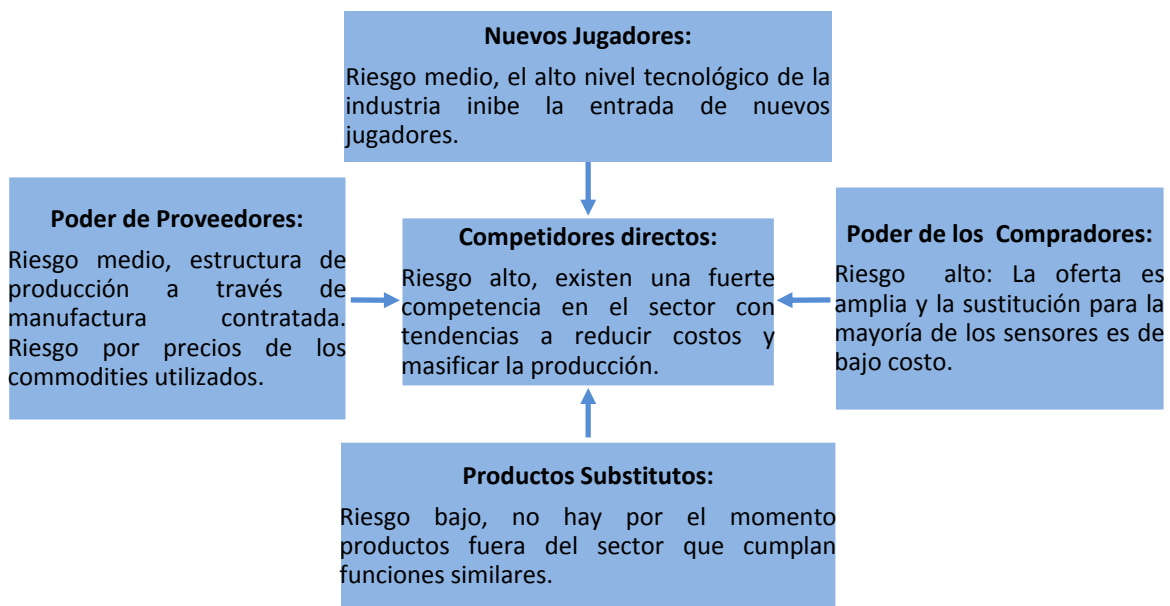 Nuevos Jugadores:
Riesgo medio, el alto nivel tecnológico de la
industria inibe la entrada de nuevos
jugadores.
Poder de Proveedores:
Riesgo medio, estructura de
producción a través de
manufactura contratada.
Riesgo por precios de los
commodities utilizados.
Competidores directos:
Riesgo alto, existen una fuerte
competencia en el sector con
tendencias a reducir costos y
masificar la producción.
Poder de los Compradores:
Riesgo alto: La oferta es
amplia y la sustitución para la
mayoría de los sensores es de
bajo costo.
Productos Substitutos:
Riesgo bajo, no hay por el momento
productos fuera del sector que cumplan
funciones similares.